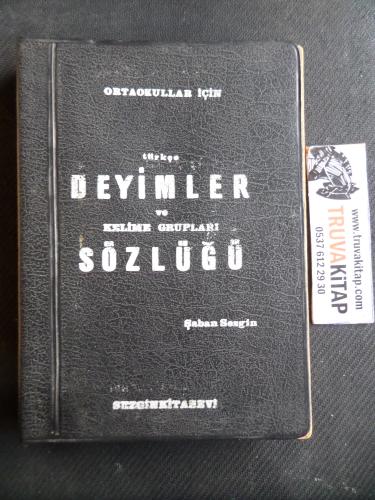 ORTAOKULLAR İÇİN
türkçe
DEYİMLER
ve
KELİME GRUPLARI
SÖZLÜĞÜ
Şaban Sezgin
SEZGİNKİTABEVİ
TRUVAKİTAP
www.truvakitap.com
0537 612 29 30